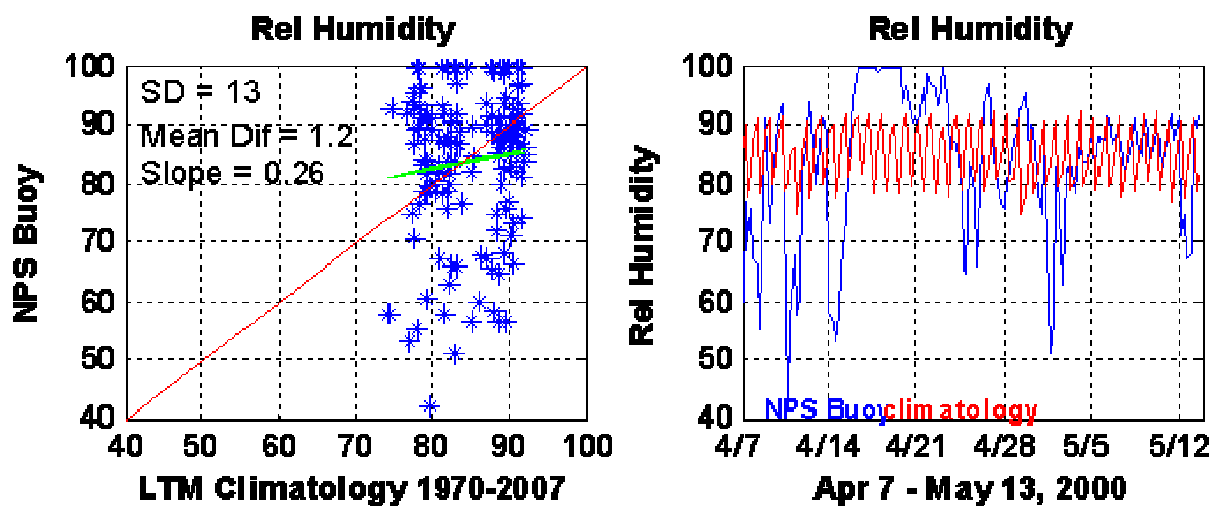 Rel Humidity
NPS Buoy
100
90
80
70
60
50
40
SD = 13
Mean Dif = 1.2
Slope = 0.26
40 50 60 70 80 90 100
LTM Climatology 1970-2007
Rel Humidity
Rel Humidity
100
90
80
70
60
50
40
NPS Buoy climatology
4/7 4/14 4/21 4/28 5/5 5/12
Apr 7 - May 13, 2000